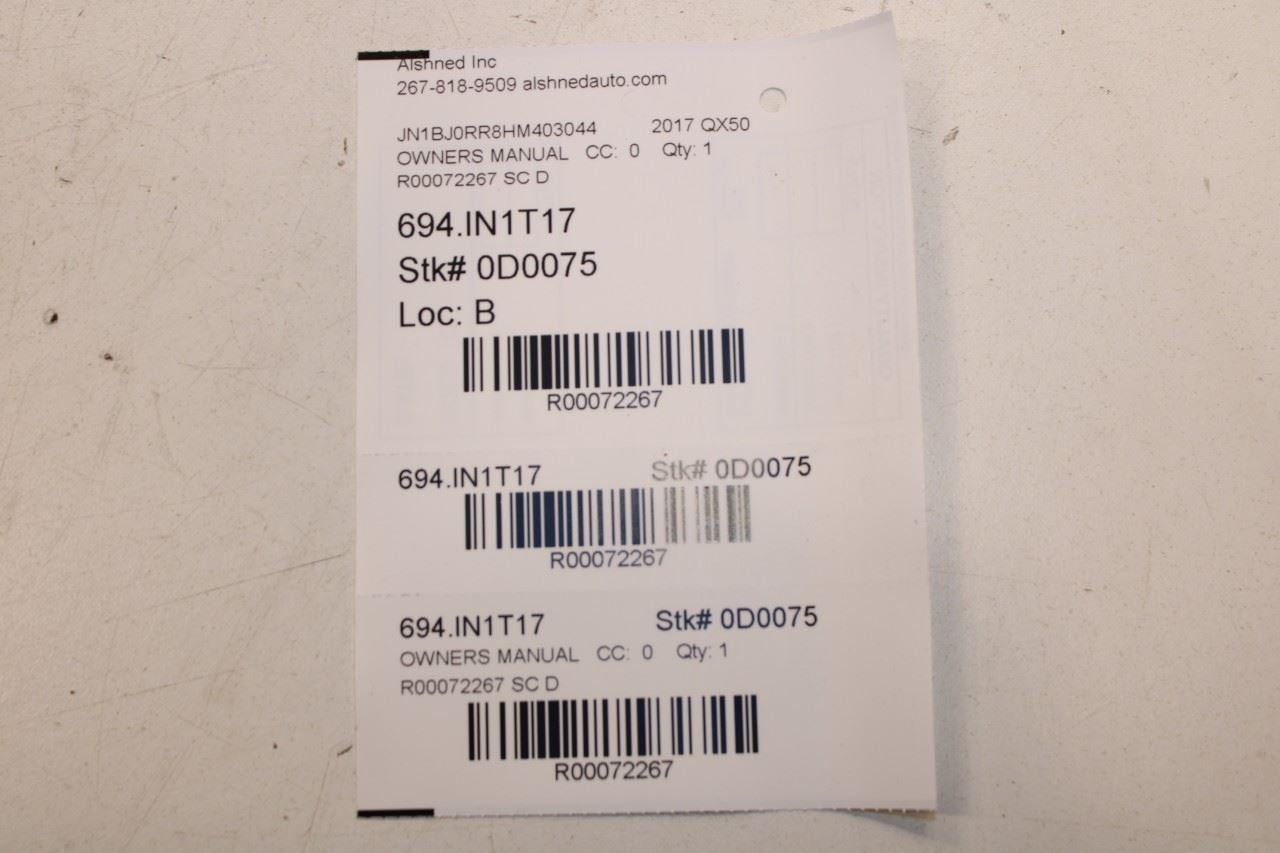 Alshned Inc
267-818-9509 alshnedauto.com
JN1BJ0RR8HM403044 2017 QX50
OWNERS MANUAL CC: 0 Qty: 1
R00072267 SC D
694.IN1T17
Stk# 0D0075
Loc: B
R00072267
694.IN1T17 Stk# 0D0075
R00072267
694.IN1T17 Stk# 0D0075
OWNERS MANUAL CC: 0 Qty: 1
R00072267 SC D
R00072267